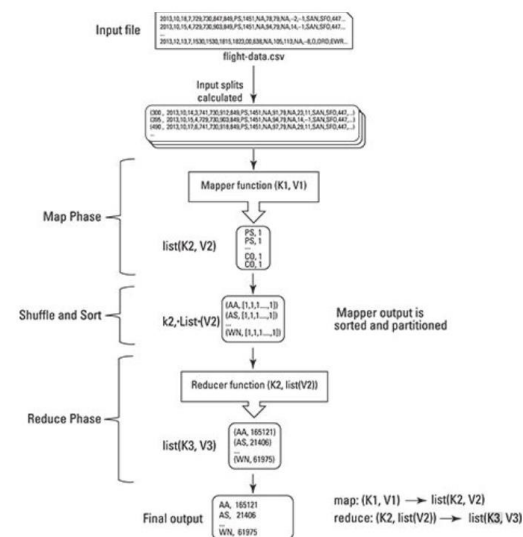 2013,10,18,7,729,730,847,849,PS,1451,NA,78,79,NA,-2,-1,SAN,SFO,447...
2013,10,15,4,729,730,903,849,PS,1451,NA,94,79,NA,14,-1,SAN,SFO,447...
...
2013,12,13,7,1530,1530,1815,1823,OO,638,NA,105,113,NA,-8,0,ORD,EWR...
Input file
flight-data.csv
Input splits
calculated
(300, 2013,10,14,3,741,730,912,849,PS,1451,NA,91,79,NA,23,11,SAN,SFO,447,...)
(395, 2013,10,15,4,729,730,903,849,PS,1451,NA,94,79,NA,14,-1,SAN,SFO,447,...)
(490, 2013,10,17,6,741,730,918,849,PS,1451,NA,97,79,NA,29,11,SAN,SFO,447,...)
...
Mapper function (K1, V1)
Map Phase
PS, 1
PS, 1
...
CO, 1
CO, 1
list(K2, V2)
Shuffle and Sort
k2,·List·(V2)
(AA, [1,1,1....,1])
(AS, [1,1,1....,1])
...
(WN, [1,1,1....,1])
Mapper output is
sorted and partitioned
Reducer function (K2, list(V2))
Reduce Phase
list(K3, V3)
(AA, 165121)
(AS, 21406)
...
(WN, 61975)
Final output
AA, 165121
AS, 21406
...
WN, 61975
map: (K1, V1) → list(K2, V2)
reduce: (K2, list(V2)) → list(K3, V3)